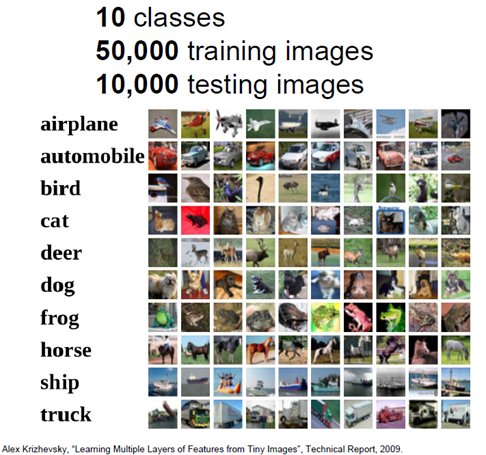 10 classes
50,000 training images
10,000 testing images
airplane
automobile
bird
cat
deer
dog
frog
horse
ship
truck
Alex Krizhevsky, "Learning Multiple Layers of Features from Tiny Images", Technical Report, 2009.